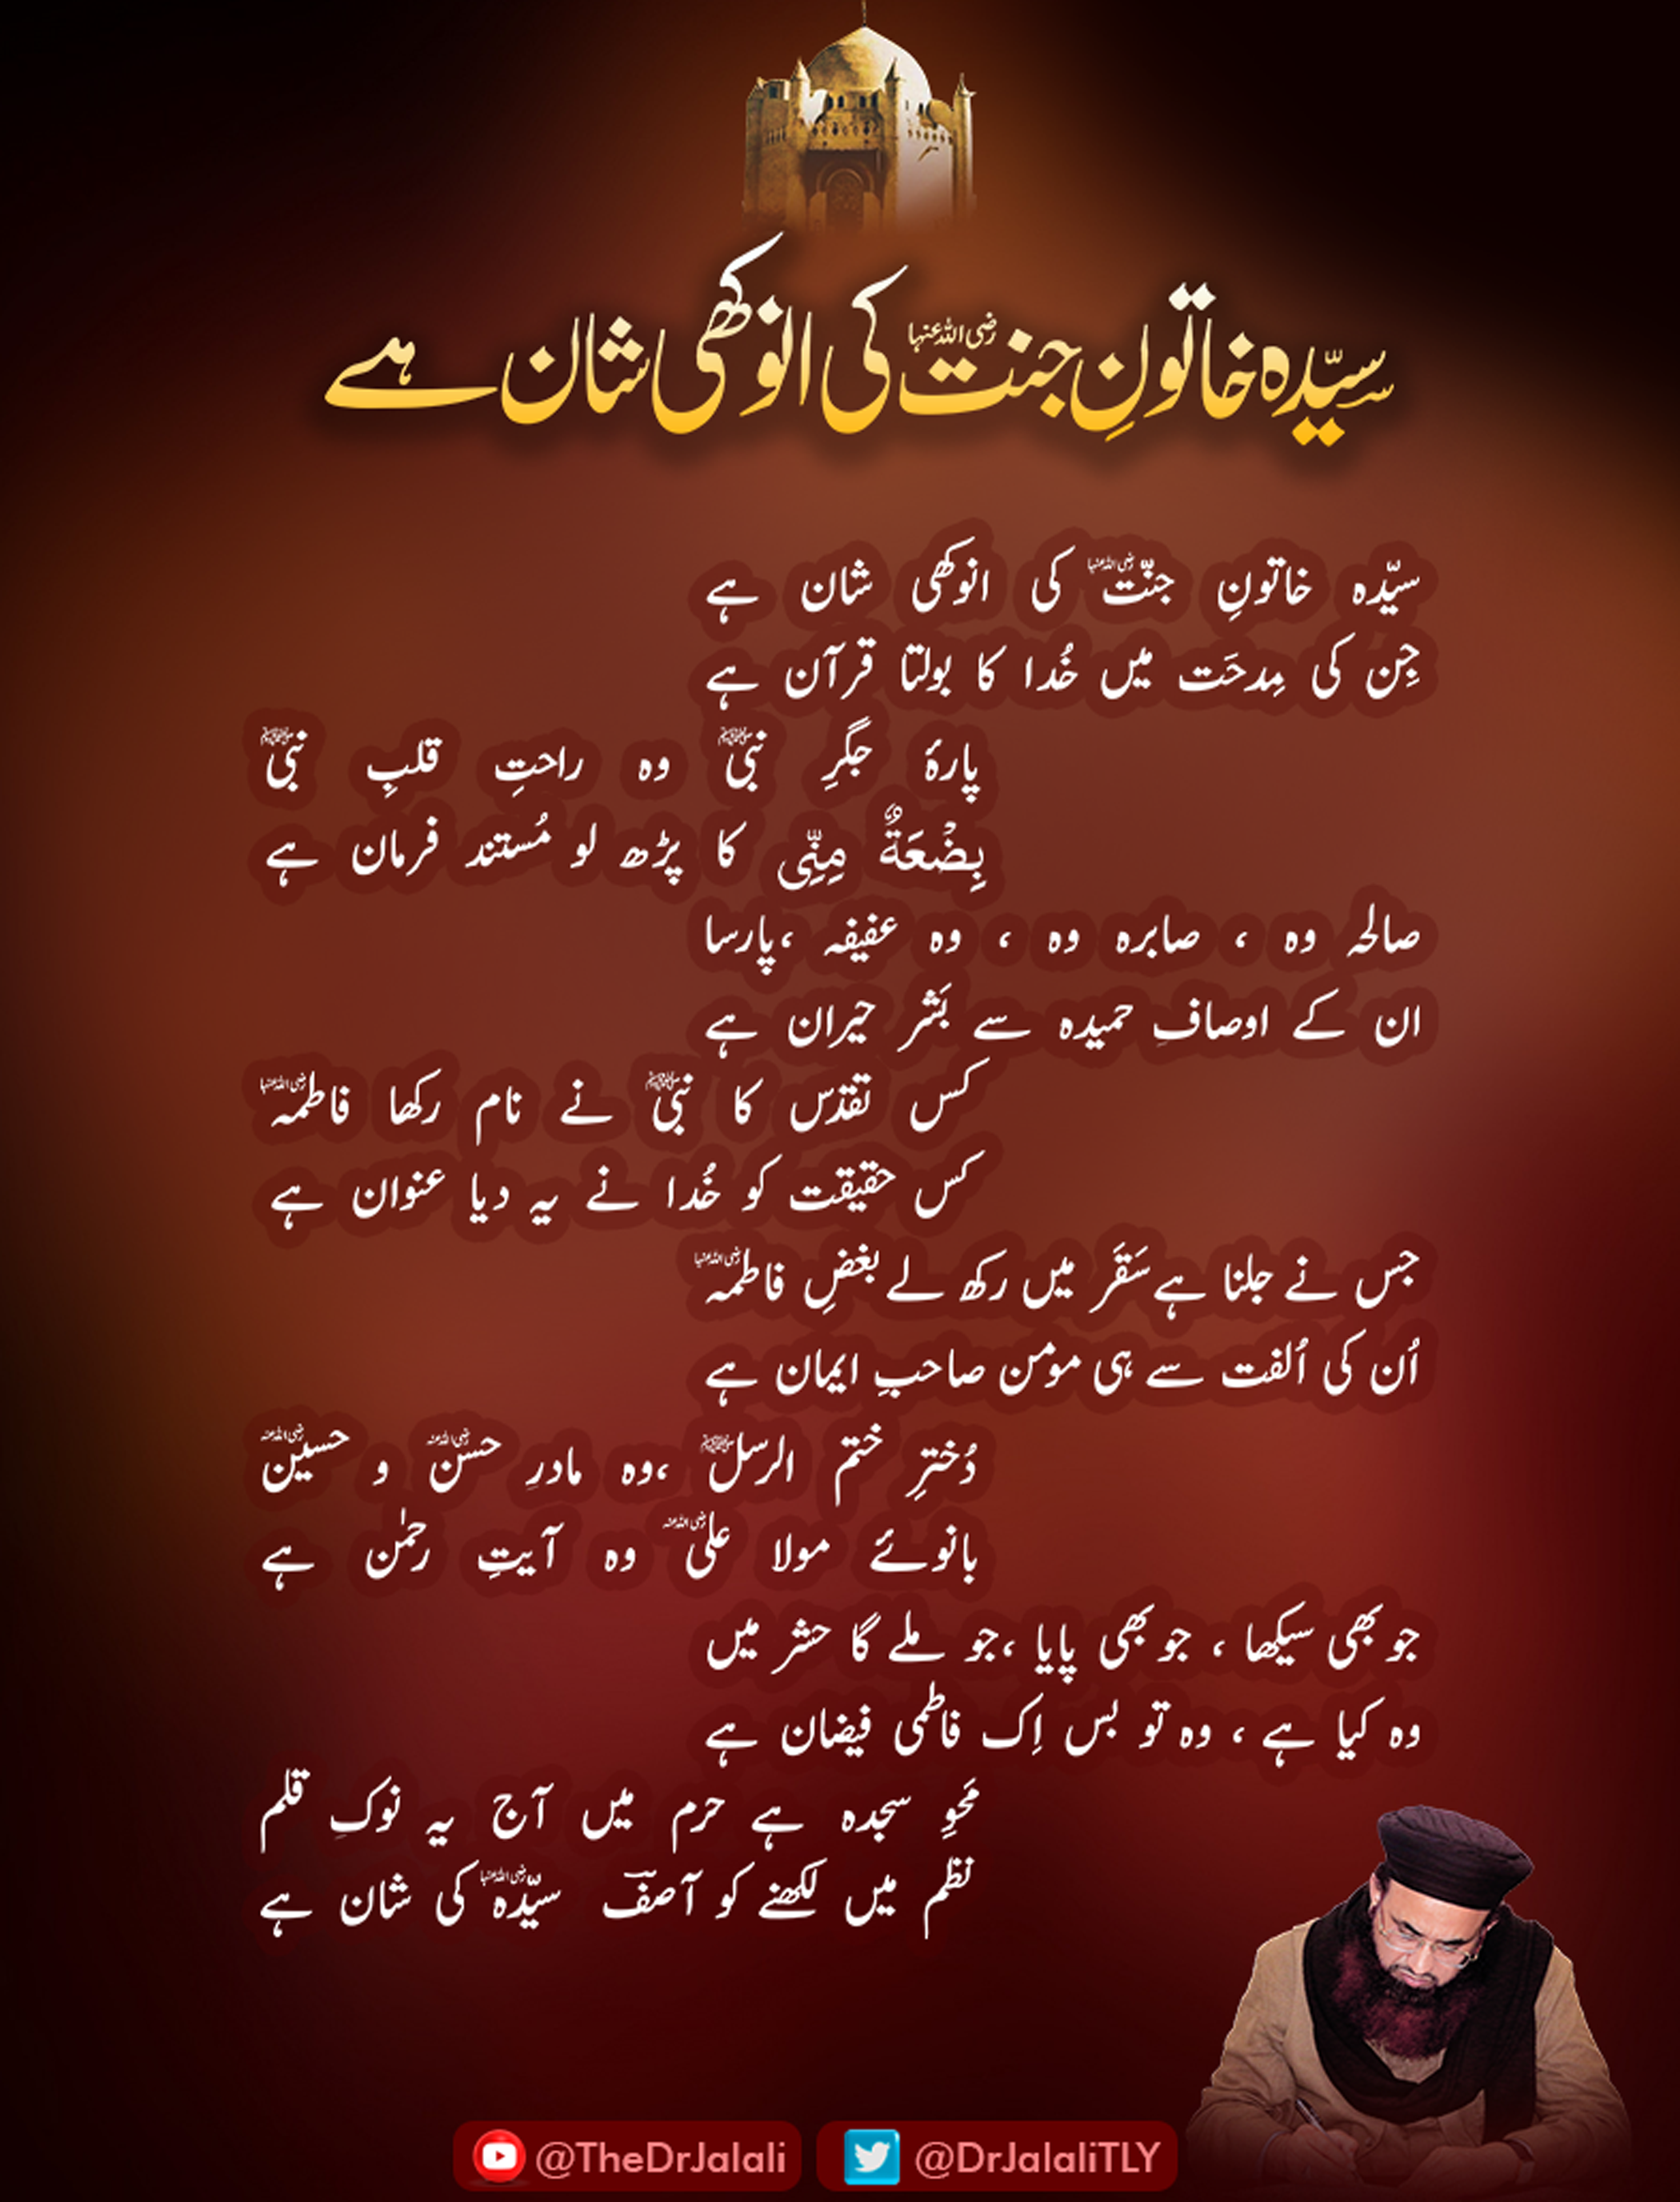 سیّدہ خاتونِ جنت رضی اللہ عنہا کی انوکھی شان ہے
سیّدہ خاتونِ جنّت رضی اللہ عنہا کی انوکھی شان ہے
جِن کی مِدحَت میں خُدا کا بولتا قرآن ہے
پارۂ جگرِ نبی ﷺ وہ راحتِ قلبِ نبی ﷺ
بِضْعَةٌ مِنِّی کا پڑھ لو مُستند فرمان ہے
صالحہ وہ ، صابرہ وہ ، وہ عفیفہ ،پارسا
ان کے اوصافِ حمیدہ سے بَشر حیران ہے
کس تقدّس کا نبی ﷺ نے نام رکھا فاطمہ رضی اللہ عنہا
کس حقیقت کو خُدا نے یہ دیا عنوان ہے
جس نے جلنا ہے سَقَر میں رکھ لے بغضِ فاطمہ رضی اللہ عنہا
اُن کی اُلفت سے ہی مومن صاحبِ ایمان ہے
دُخترِ ختم الرسل ﷺ ،وہ مادرِ حسن رضی اللہ عنہ و حسین رضی اللہ عنہ
بانوئے مولا علی رضی اللہ عنہ وہ آیتِ رحمٰن ہے
جو بھی سیکھا ، جو بھی پایا ،جو ملے گا حشر میں
وہ کیا ہے ، وہ تو بس اِک فاطمی فیضان ہے
مَحوِ سجدہ ہے حرم میں آج یہ نوکِ قلم
نظم میں لکھنے کو آصفؔ سیّدہ رضی اللہ عنہا کی شان ہے
@TheDrJalali @DrJalaliTLY